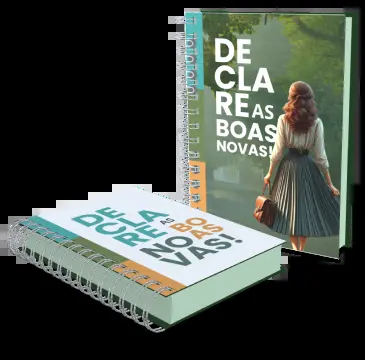 DE
CLA
RE AS
BOAS
NOVAS!
DE
CLA
RE AS
BO
AS
NO
VAS!